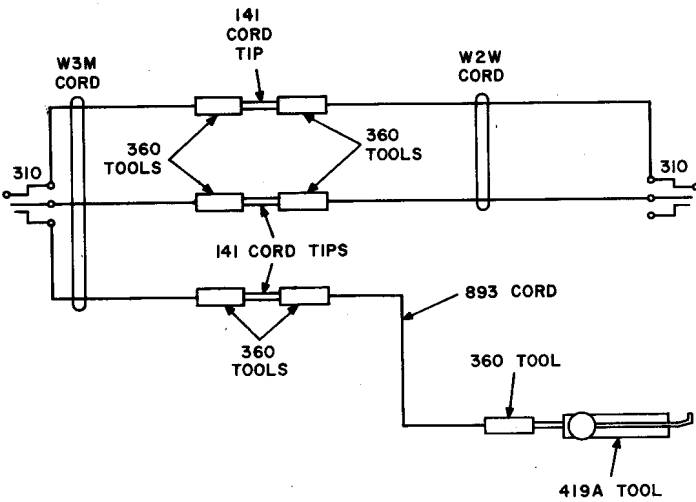 141
CORD
TIP
W3M
CORD
W2W
CORD
360
TOOLS
360
TOOLS
310
310
141 CORD TIPS
893 CORD
360
TOOLS
360 TOOL
419A TOOL